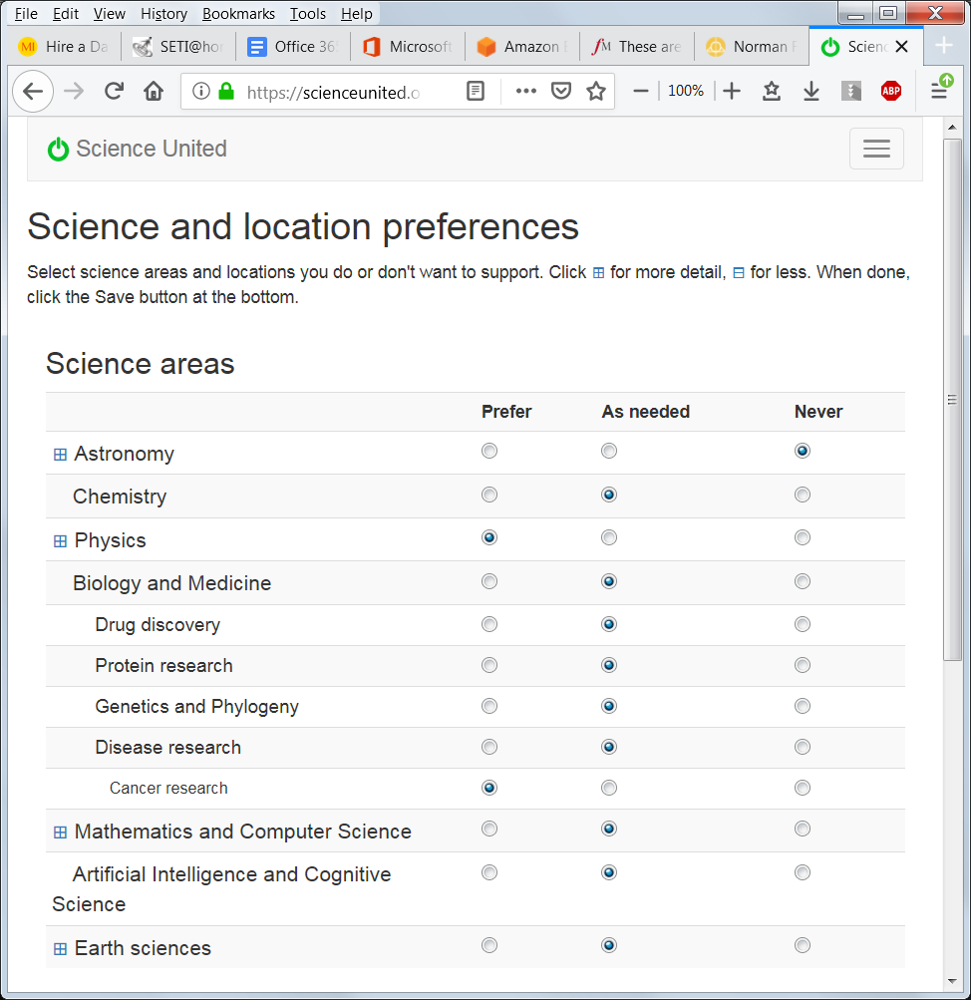 File Edit View History Bookmarks Tools Help
Hire a Da SETI@ho Office 36 Microsoft Amazon These are Norman Scienc
https://scienceunited.o 100% ABP
Science United
Science and location preferences
Select science areas and locations you do or don't want to support. Click ⊞ for more detail, ⊟ for less. When done,
click the Save button at the bottom.
Science areas
Prefer As needed Never
Astronomy
Chemistry
Physics
Biology and Medicine
Drug discovery
Protein research
Genetics and Phylogeny
Disease research
Cancer research
Mathematics and Computer Science
Artificial Intelligence and Cognitive
Science
Earth sciences